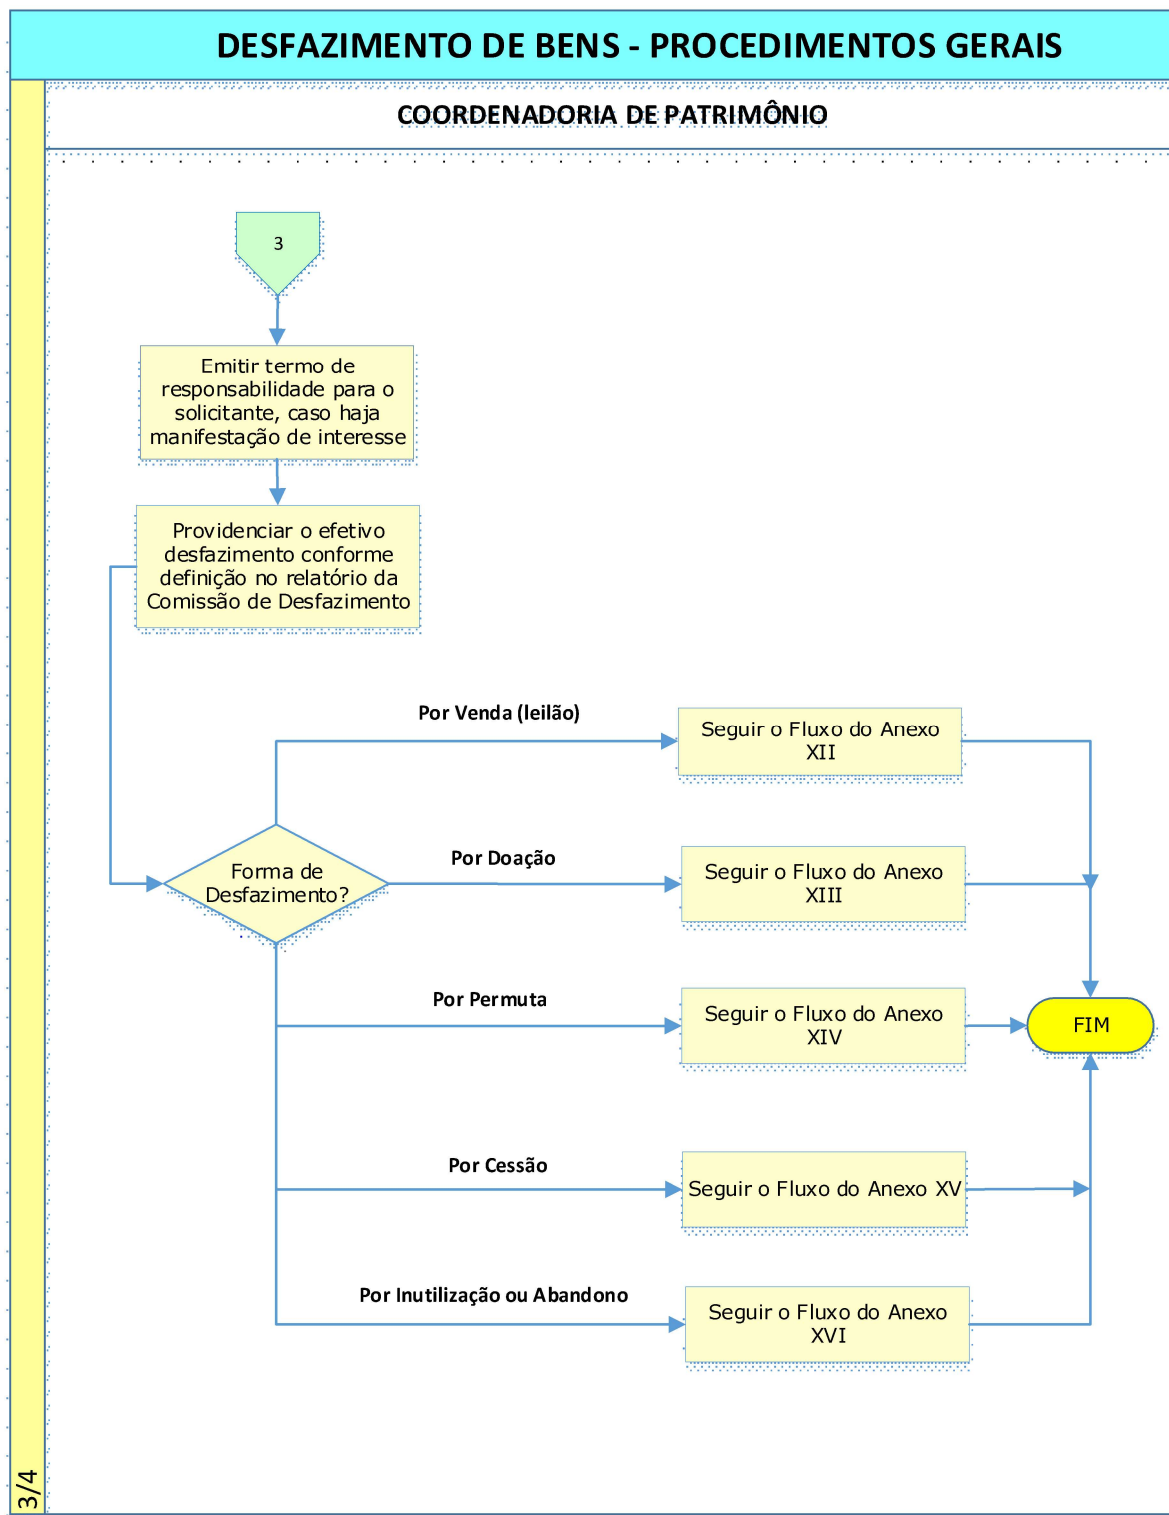 DESFAZIMENTO DE BENS - PROCEDIMENTOS GERAIS
COORDENADORIA DE PATRIMÔNIO
3
Emitir termo de
responsabilidade para o
solicitante, caso haja
manifestação de interesse
Providenciar o efetivo
desfazimento conforme
definição no relatório da
Comissão de Desfazimento
Por Venda (leilão)
Seguir o Fluxo do Anexo
XII
Forma de
Desfazimento?
Por Doação
Seguir o Fluxo do Anexo
XIII
Por Permuta
Seguir o Fluxo do Anexo
XIV
FIM
Por Cessão
Seguir o Fluxo do Anexo XV
Por Inutilização ou Abandono
Seguir o Fluxo do Anexo
XVI
3/4